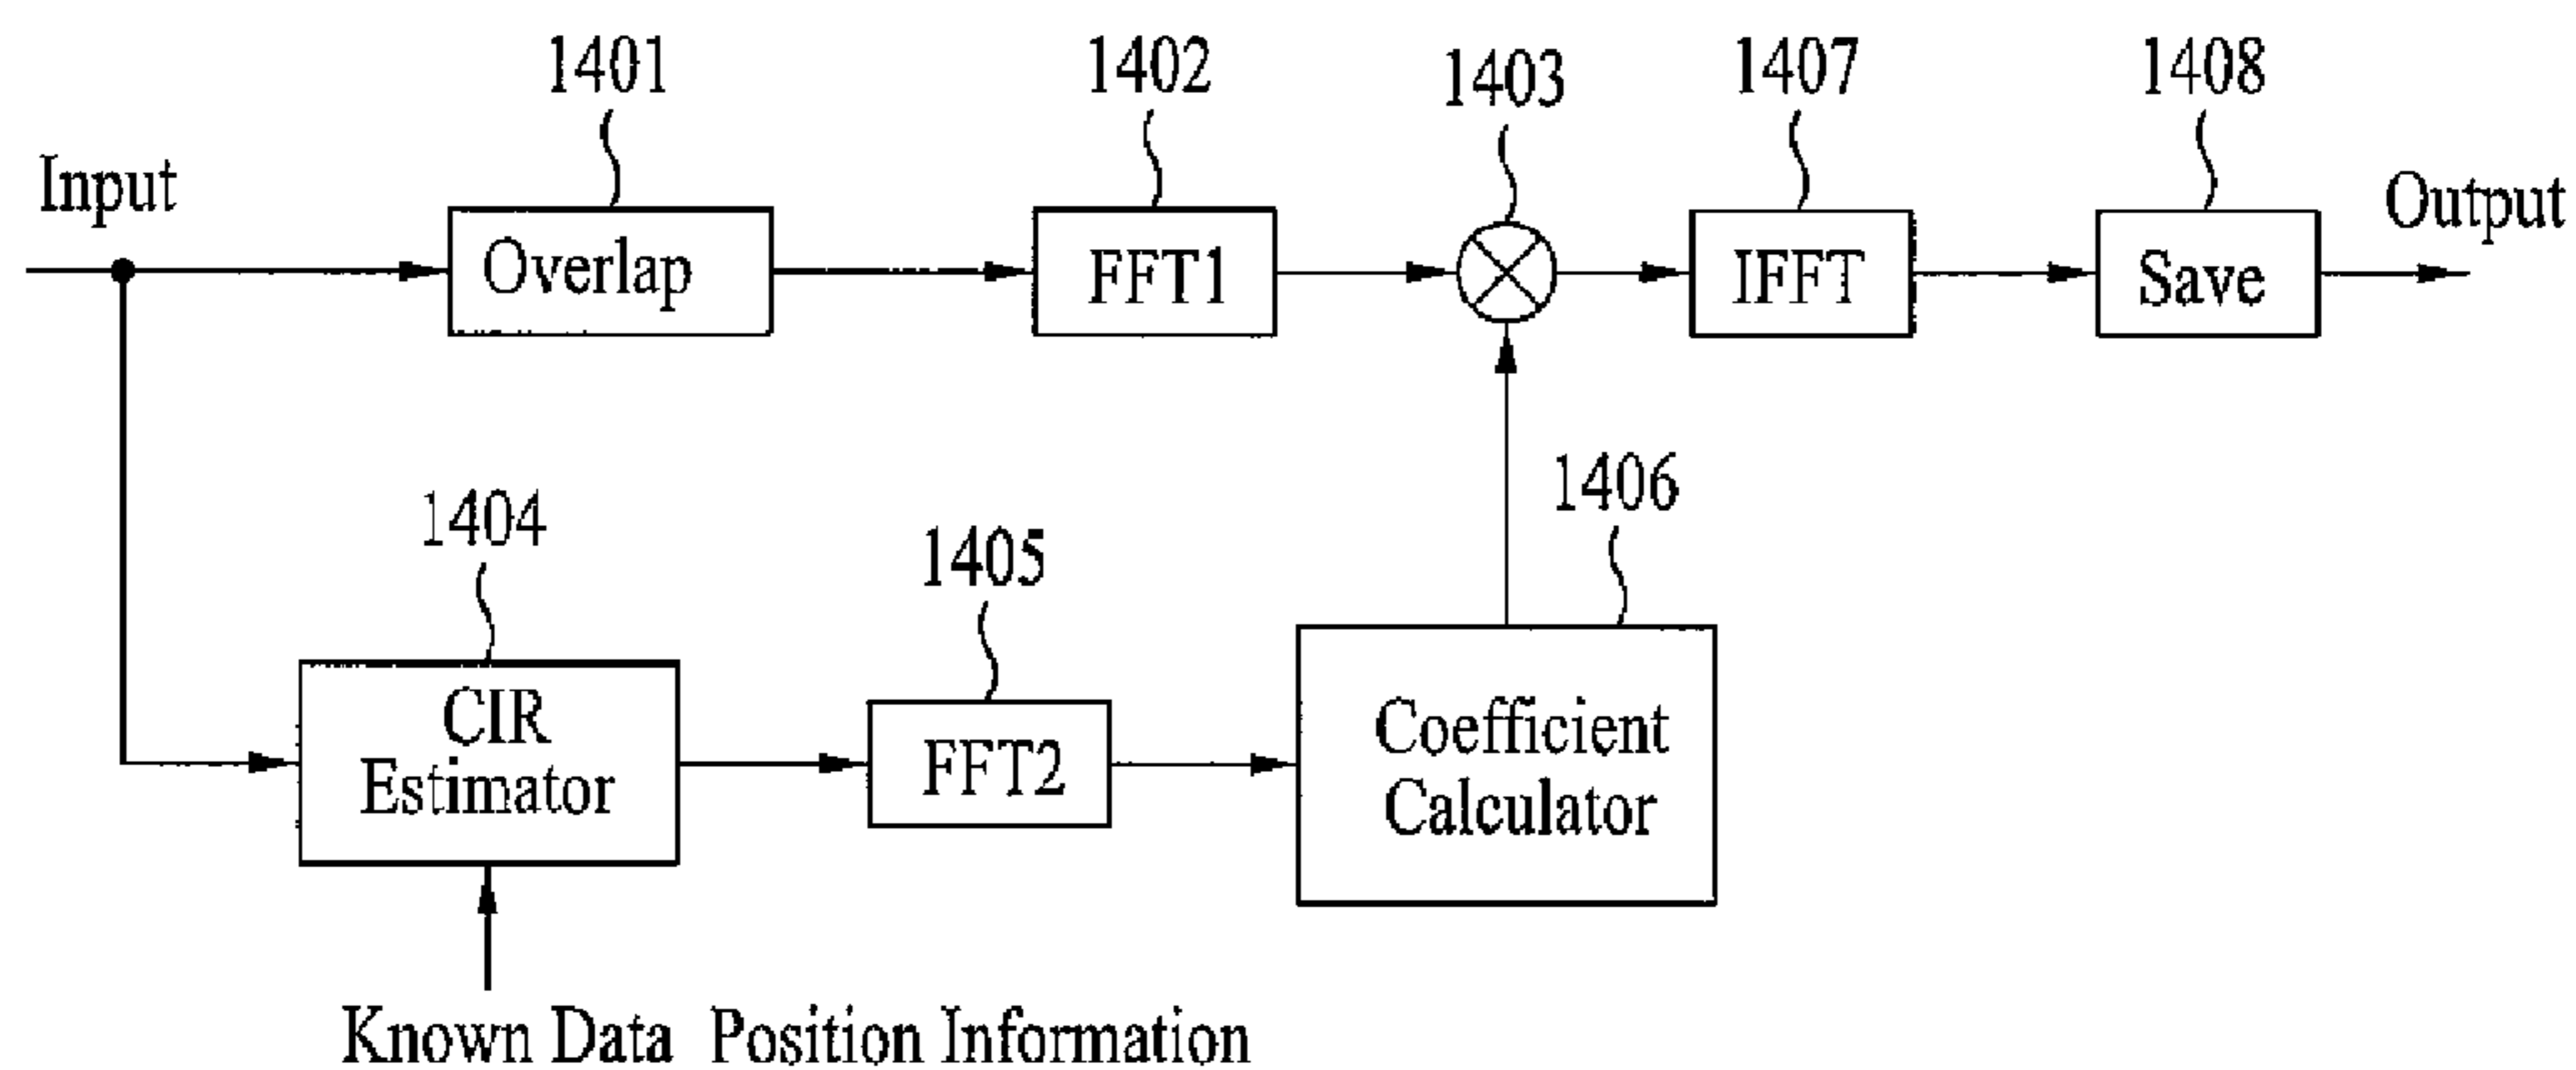 1401
1402
1403
1407
1408
Input
Output
Overlap
FFT1
IFFT
Save
1404
1405
1406
CIR
Estimator
FFT2
Coefficient
Calculator
Known Data Position Information